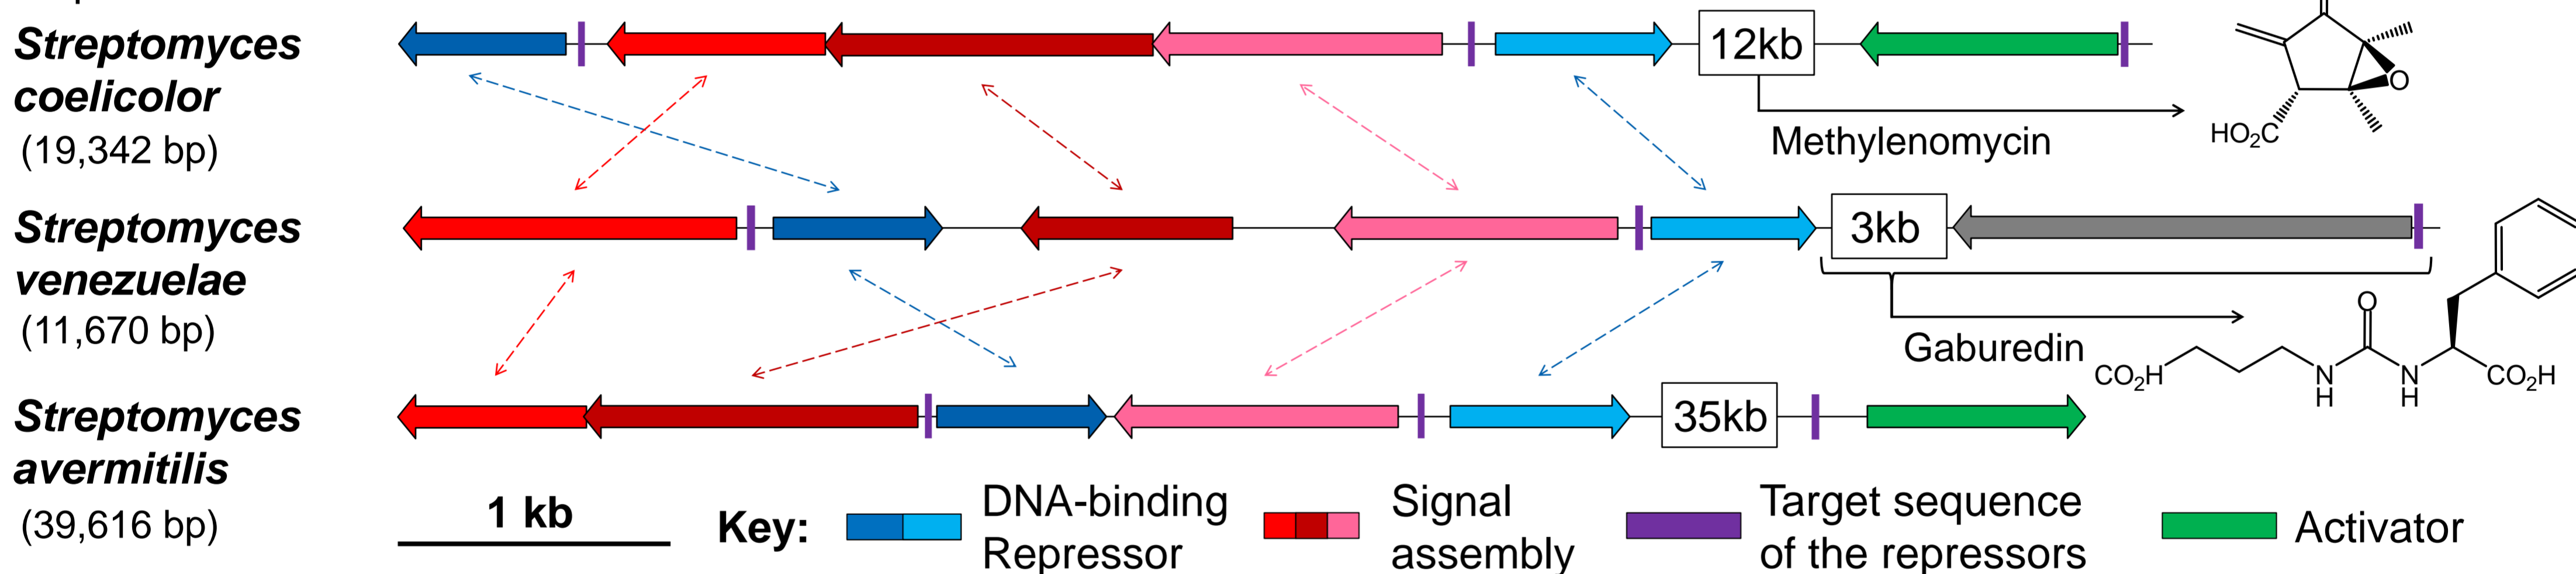 Streptomyces
coelicolor
(19,342 bp)
12kb
Methylenomycin
O
HO2C
Streptomyces
venezuelae
(11,670 bp)
3kb
Gaburedin
O
CO2H
N
H
N
H
CO2H
Streptomyces
avermitilis
(39,616 bp)
35kb
1 kb
Key:
DNA-binding
Repressor
Signal
assembly
Target sequence
of the repressors
Activator